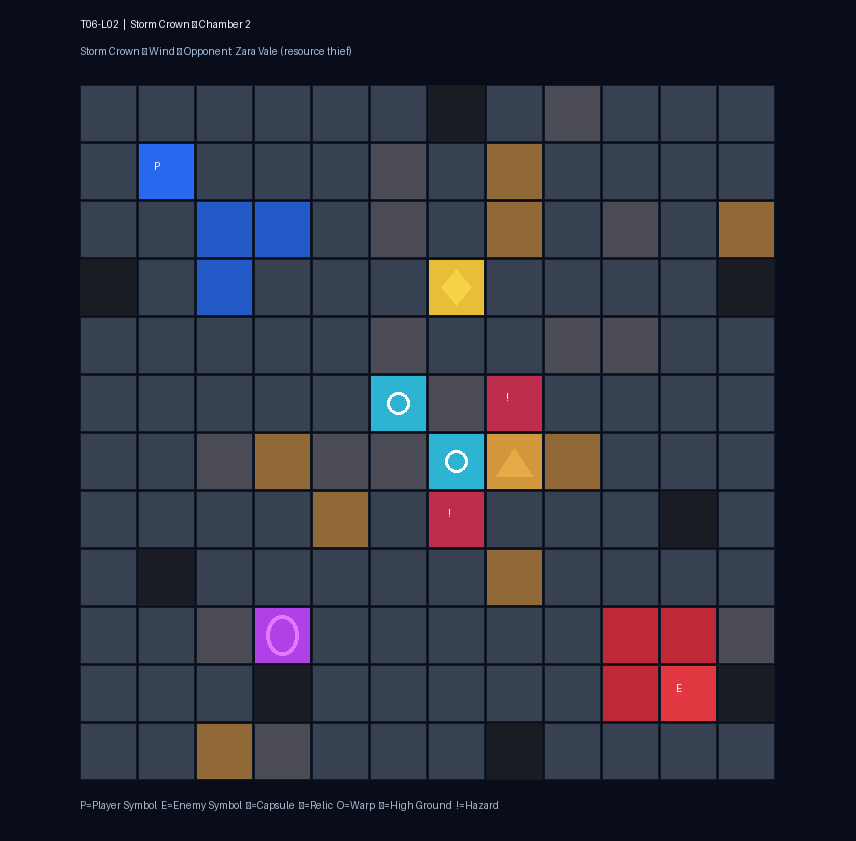 T06-L02 | Storm Crown □ Chamber 2
Storm Crown □ Wind □ Opponent: Zara Vale (resource thief)
P
!
!
E
P=Player Symbol E=Enemy Symbol □=Capsule □=Relic O=Warp □=High Ground !=Hazard